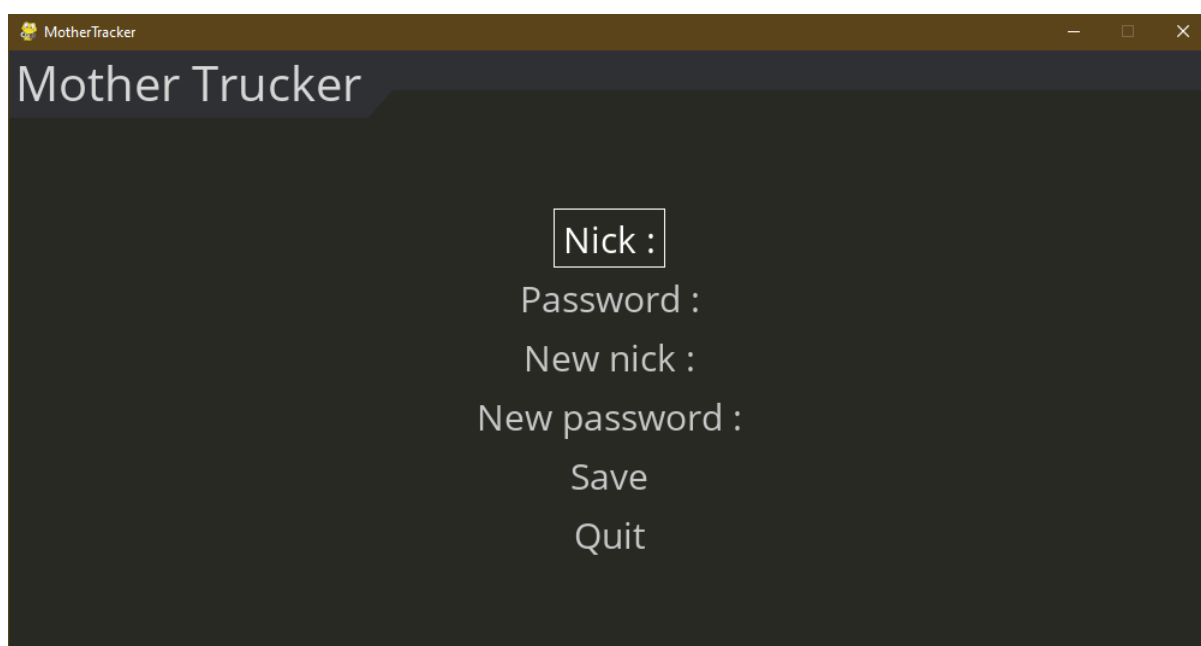 MotherTracker
Mother Trucker
Nick :
Password :
New nick :
New password :
Save
Quit